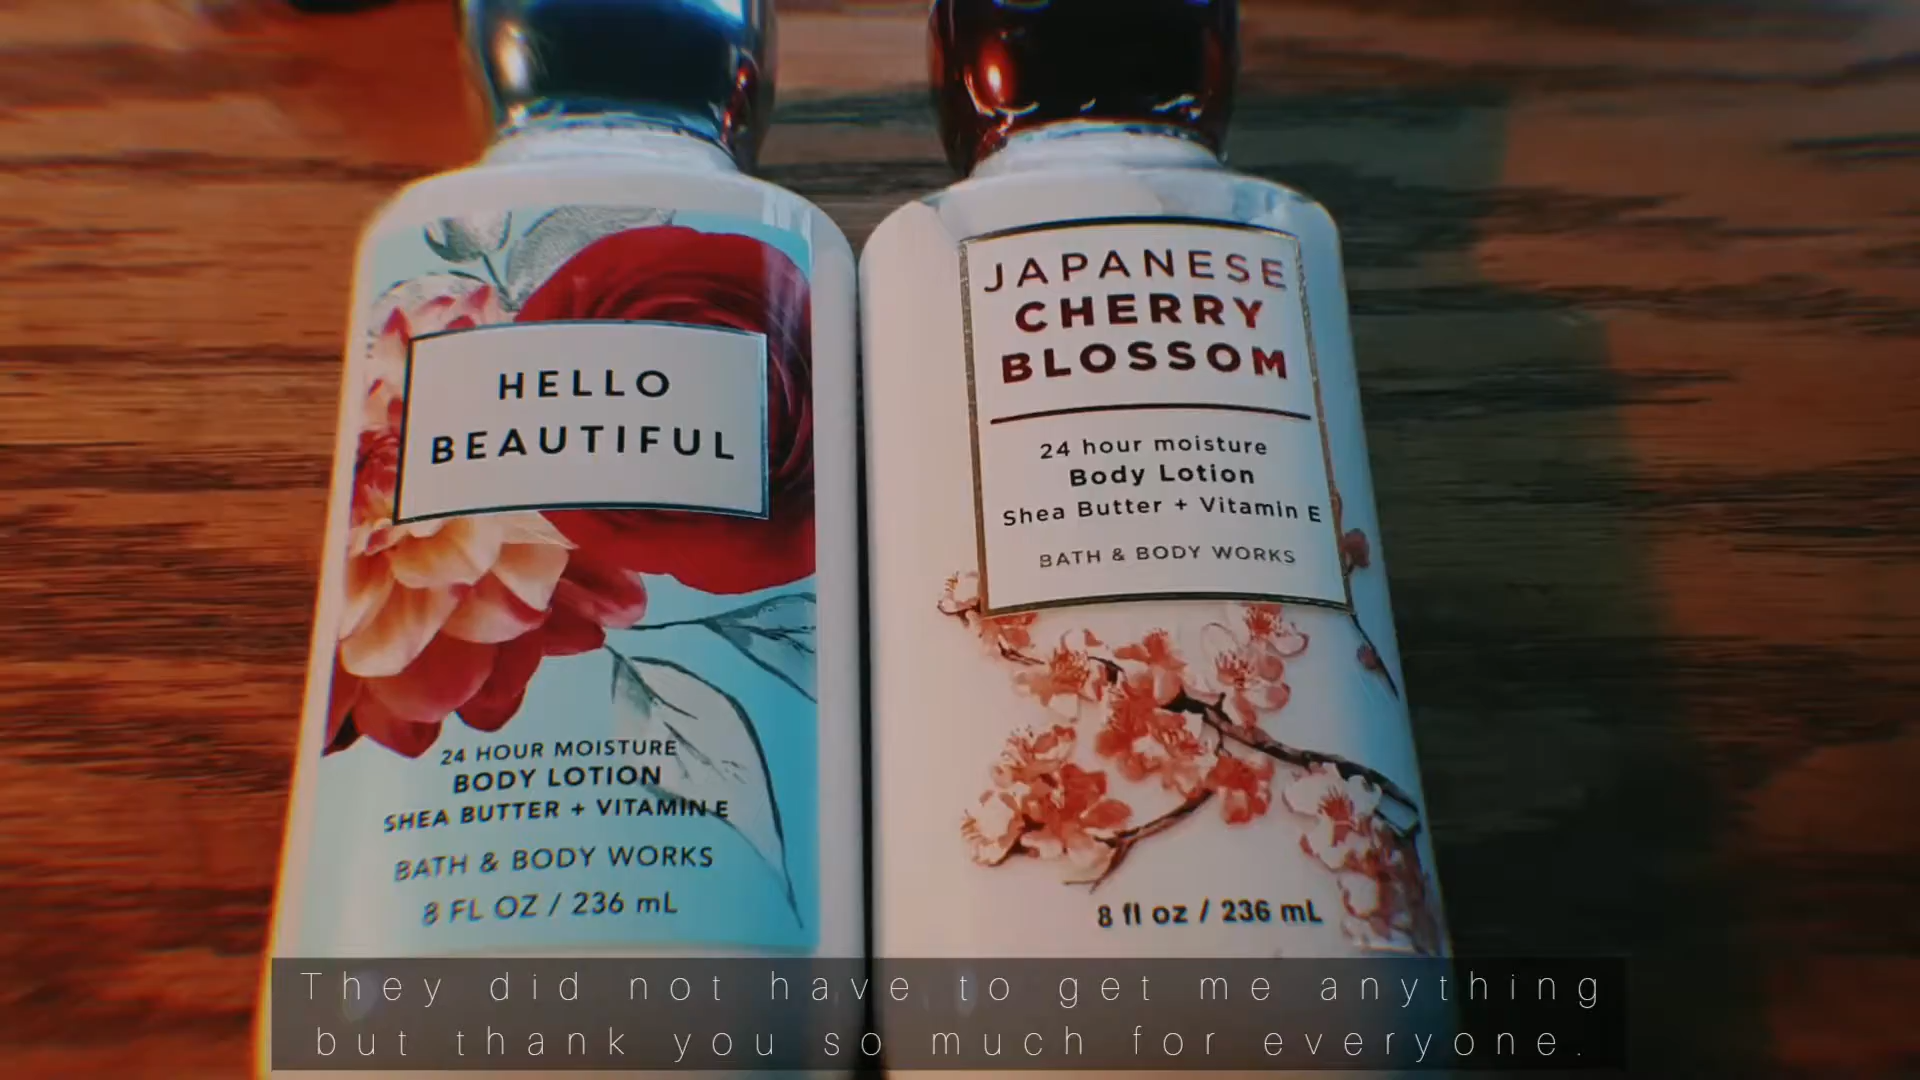 HELLO
BEAUTIFUL
24 HOUR MOISTURE
BODY LOTION
SHEA BUTTER + VITAMIN E
BATH & BODY WORKS
8 FL OZ / 236 mL
JAPANESE
CHERRY
BLOSSOM
24 hour moisture
Body Lotion
Shea Butter + Vitamin E
BATH & BODY WORKS
8 fl oz / 236 mL
They did not have to get me anything
but thank you so much for everyone.